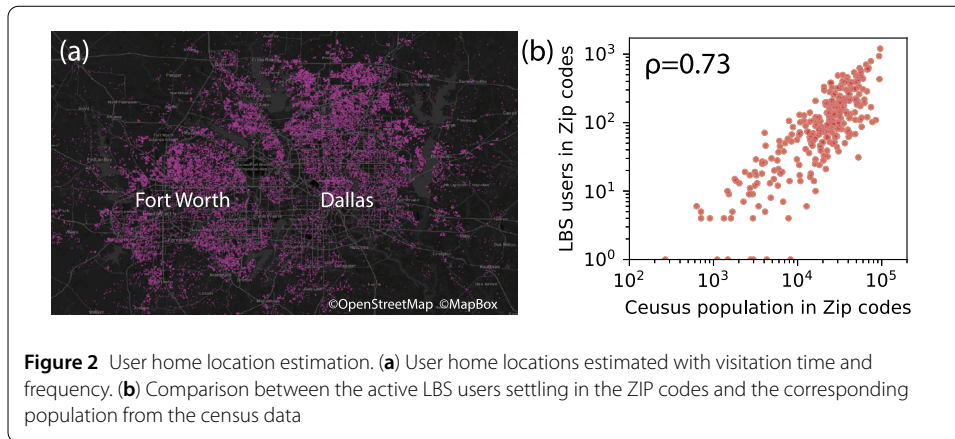 (a)
Fort Worth
Dallas
©OpenStreetMap ©MapBox
(b)
ρ=0.73
LBS users in Zip codes
10³
10²
10¹
10⁰
10² 10³ 10⁴ 10⁵
Ceusus population in Zip codes
Figure 2 User home location estimation. (a) User home locations estimated with visitation time and
frequency. (b) Comparison between the active LBS users settling in the ZIP codes and the corresponding
population from the census data